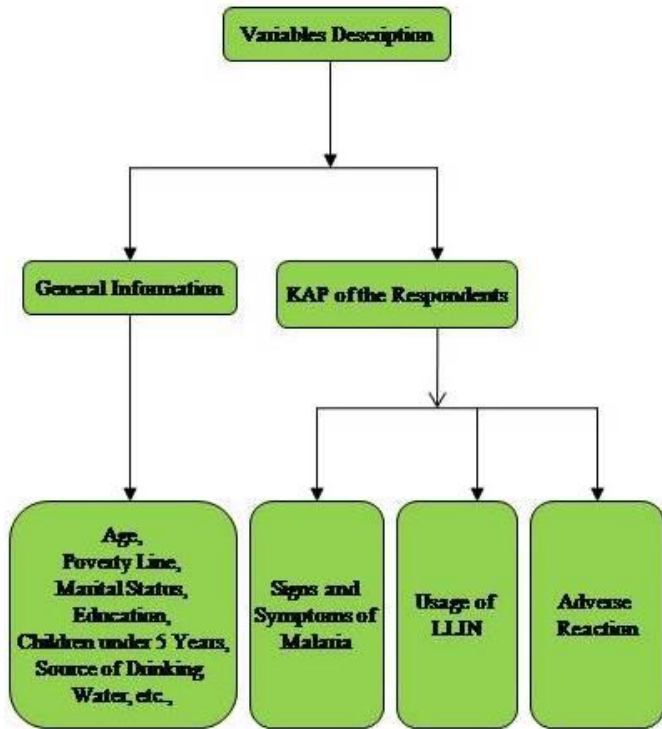 Variables Description
General Information
KAP of the Respondents
Age,
Poverty Line,
Marital Status,
Education,
Children under 5 Years,
Source of Drinking
Water, etc.,
Signs and
Symptoms of
Malaria
Usage of
LLIN
Adverse
Reaction